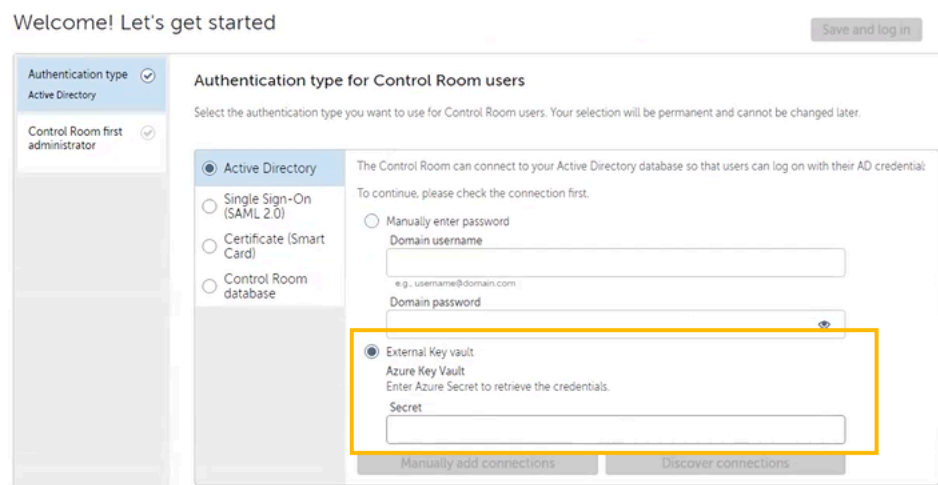 Welcome! Let's get started
Save and log in
Authentication type
Active Directory
Control Room first
administrator
Authentication type for Control Room users
Select the authentication type you want to use for Control Room users. Your selection will be permanent and cannot be changed later.
Active Directory
Single Sign-On
(SAML 2.0)
Certificate (Smart
Card)
Control Room
database
The Control Room can connect to your Active Directory database so that users can log on with their AD credential
To continue, please check the connection first.
Manually enter password
Domain username
e.g., username@domain.com
Domain password
External Key vault
Azure Key Vault
Enter Azure Secret to retrieve the credentials.
Secret
Manually add connections
Discover connections